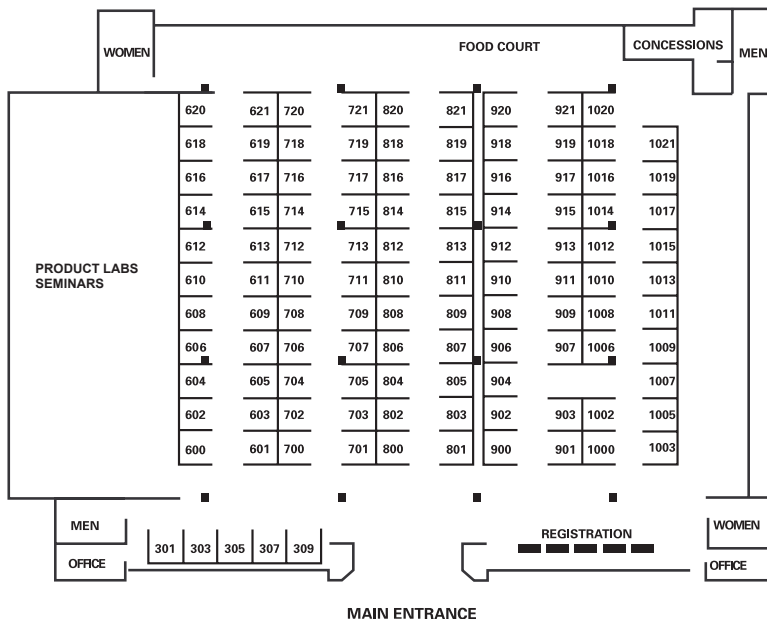 WOMEN
FOOD COURT
CONCESSIONS
MEN
620 621 720 721 820 821 920 921 1020
618 619 718 719 818 819 918 919 1018 1021
616 617 716 717 816 817 916 917 1016 1019
614 615 714 715 814 815 914 915 1014 1017
612 613 712 713 812 813 912 913 1012 1015
PRODUCT LABS
SEMINARS
610 611 710 711 810 811 910 911 1010 1013
608 609 708 709 808 809 908 909 1008 1011
606 607 706 707 806 807 906 907 1006 1009
604 605 704 705 804 805 904 1007
602 603 702 703 802 803 902 903 1002 1005
600 601 700 701 800 801 900 901 1000 1003
MEN
OFFICE
301 303 305 307 309
REGISTRATION
WOMEN
OFFICE
MAIN ENTRANCE